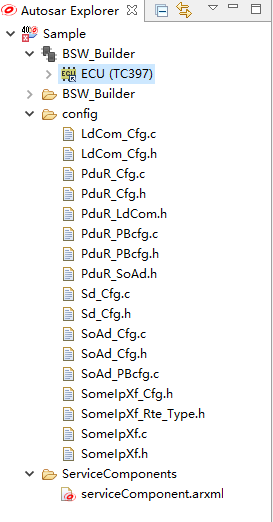 Autosar Explorer
Sample
BSW_Builder
ECU (TC397)
BSW_Builder
config
LdCom_Cfg.c
LdCom_Cfg.h
PduR_Cfg.c
PduR_Cfg.h
PduR_LdCom.h
PduR_PBcfg.c
PduR_PBcfg.h
PduR_SoAd.h
Sd_Cfg.c
Sd_Cfg.h
SoAd_Cfg.c
SoAd_Cfg.h
SoAd_PBcfg.c
SomeIpXf_Cfg.h
SomeIpXf_Rte_Type.h
SomeIpXf.c
SomeIpXf.h
ServiceComponents
serviceComponent.arxml